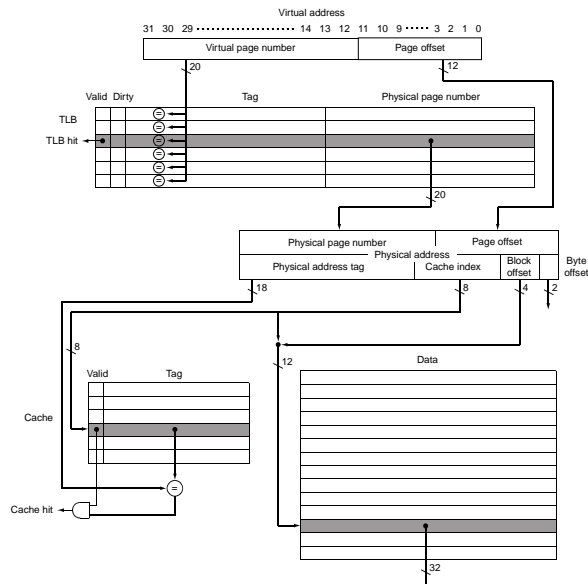 Virtual address
31 30 29 14 13 12 11 10 9 3 2 1 0
Virtual page number Page offset
20 12
Valid Dirty Tag Physical page number
TLB
=
=
TLB hit
=
=
=
20
Physical page number Page offset
Physical address
Physical address tag Cache index Block offset Byte offset
18 8 4 2
8 12 Data
Valid Tag
Cache
=
Cache hit
32